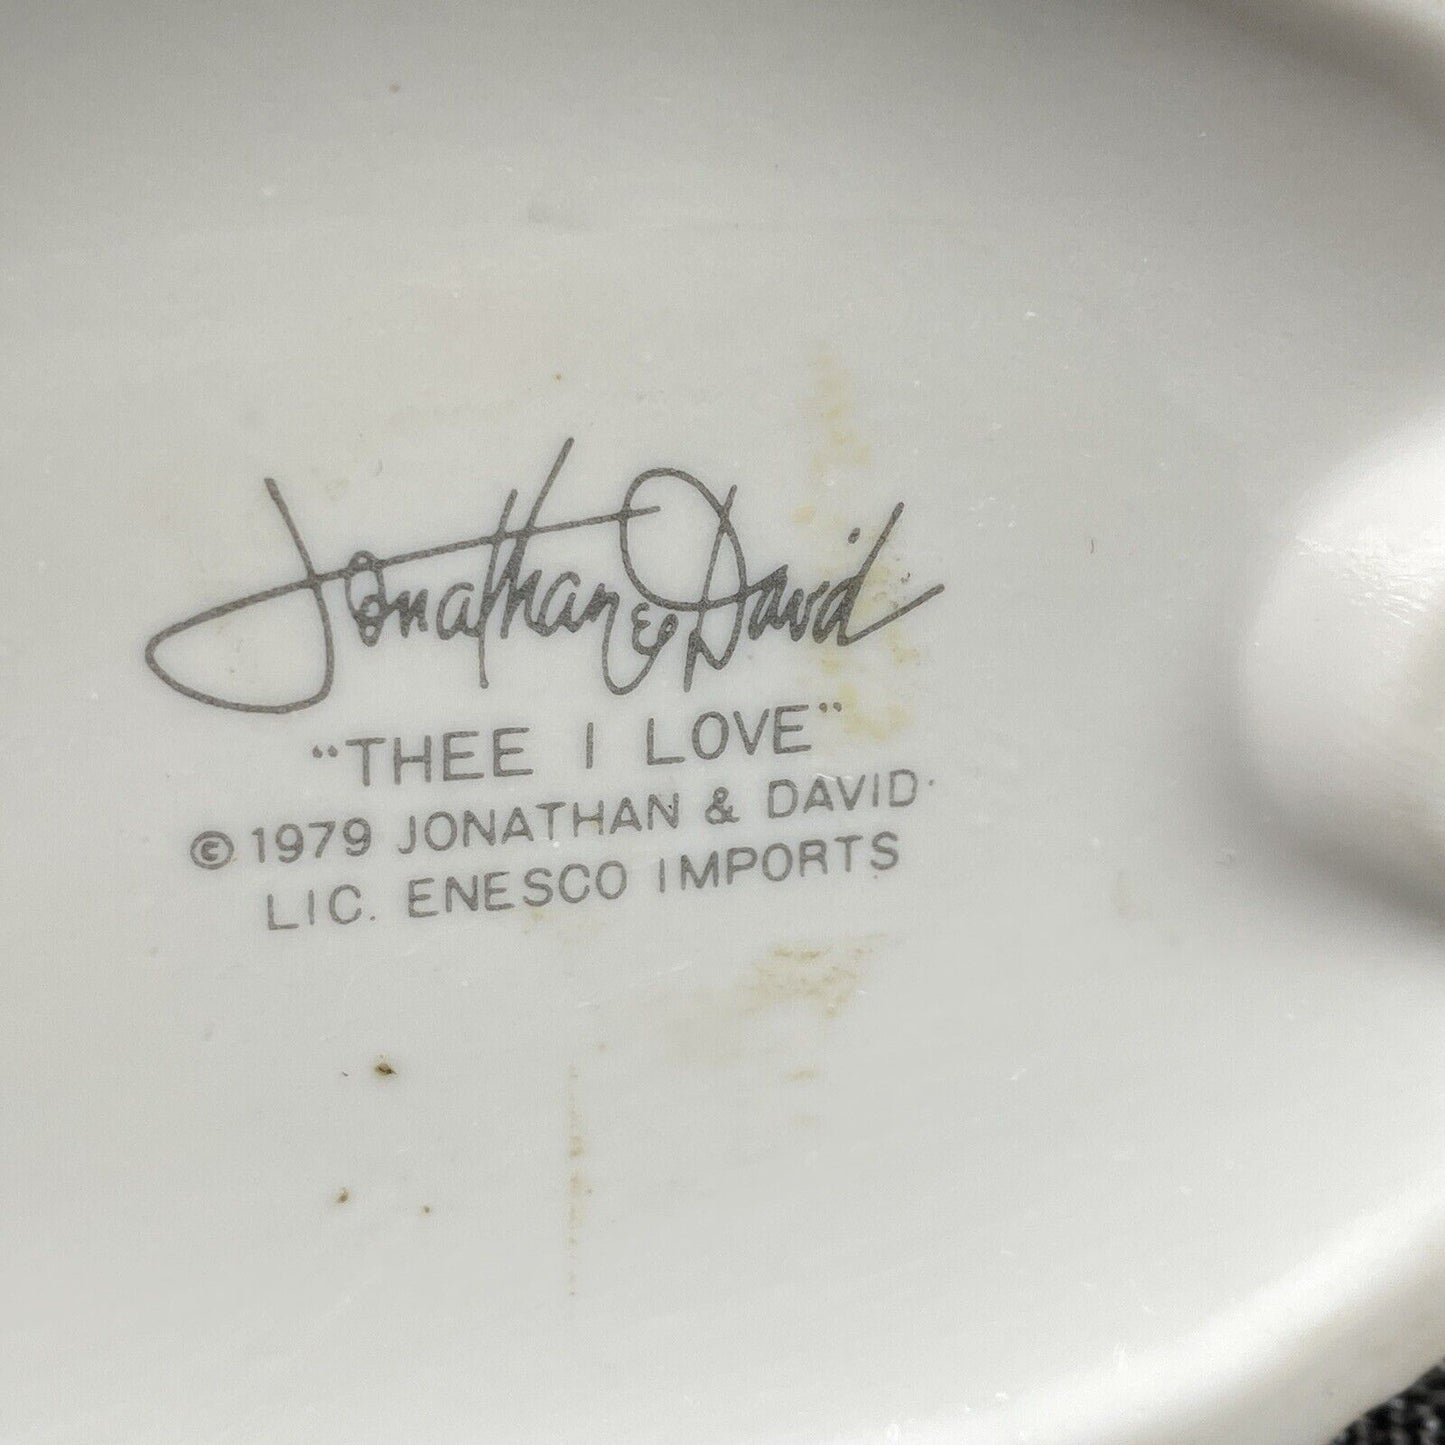 Jonathan & David
"THEE I LOVE"
© 1979 JONATHAN & DAVID
LIC. ENESCO IMPORTS